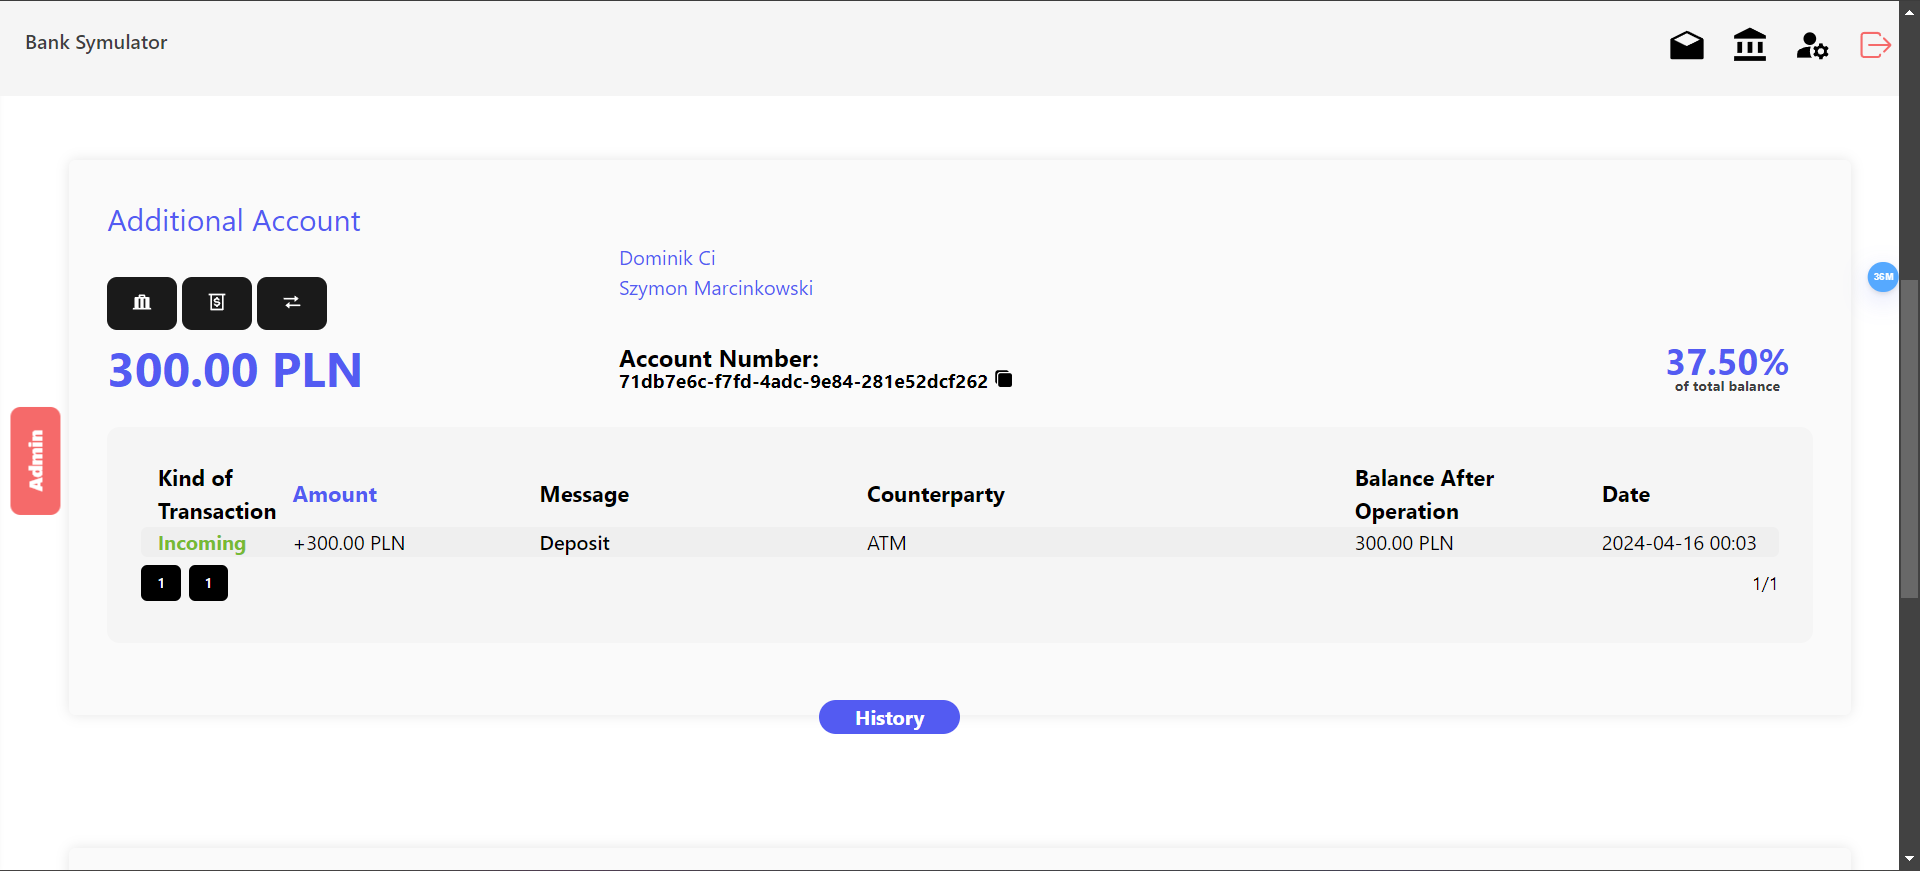 Bank Symulator
Additional Account
Dominik Ci
Szymon Marcinkowski
300.00 PLN
Account Number:
71db7e6c-f7fd-4adc-9e84-281e52dcf262
37.50%
of total balance
36M
Admin
Kind of Transaction
Amount
Message
Counterparty
Balance After Operation
Date
Incoming
+300.00 PLN
Deposit
ATM
300.00 PLN
2024-04-16 00:03
1
1
1/1
History